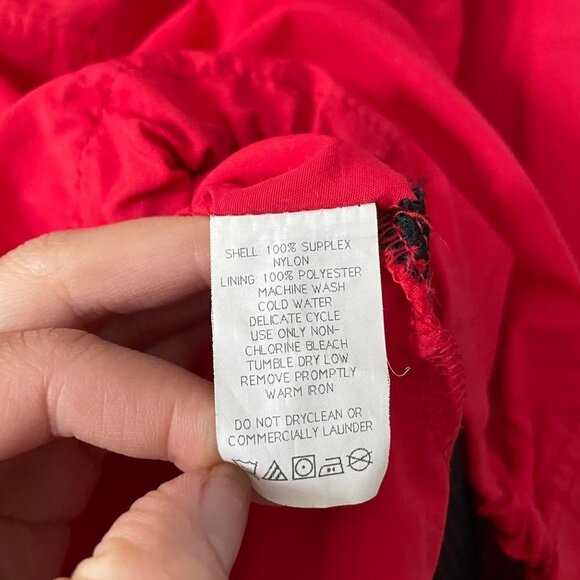 SHELL: 100% SUPPLEX
NYLON
LINING: 100% POLYESTER
MACHINE WASH
COLD WATER
DELICATE CYCLE
USE ONLY NON-
CHLORINE BLEACH
TUMBLE DRY LOW
REMOVE PROMPTLY
WARM IRON
DO NOT DRYCLEAN OR
COMMERCIALLY LAUNDER